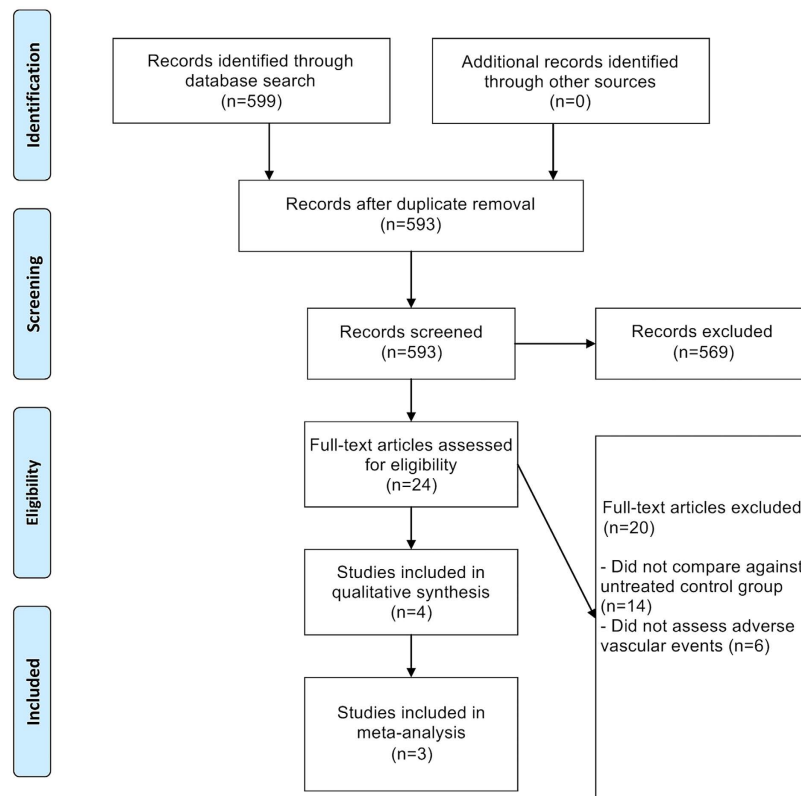 Identification
Records identified through
database search
(n=599)
Additional records identified
through other sources
(n=0)
Records after duplicate removal
(n=593)
Screening
Records screened
(n=593)
Records excluded
(n=569)
Eligibility
Full-text articles assessed
for eligibility
(n=24)
Full-text articles excluded
(n=20)
- Did not compare against
untreated control group
(n=14)
- Did not assess adverse
vascular events (n=6)
Studies included in
qualitative synthesis
(n=4)
Included
Studies included in
meta-analysis
(n=3)